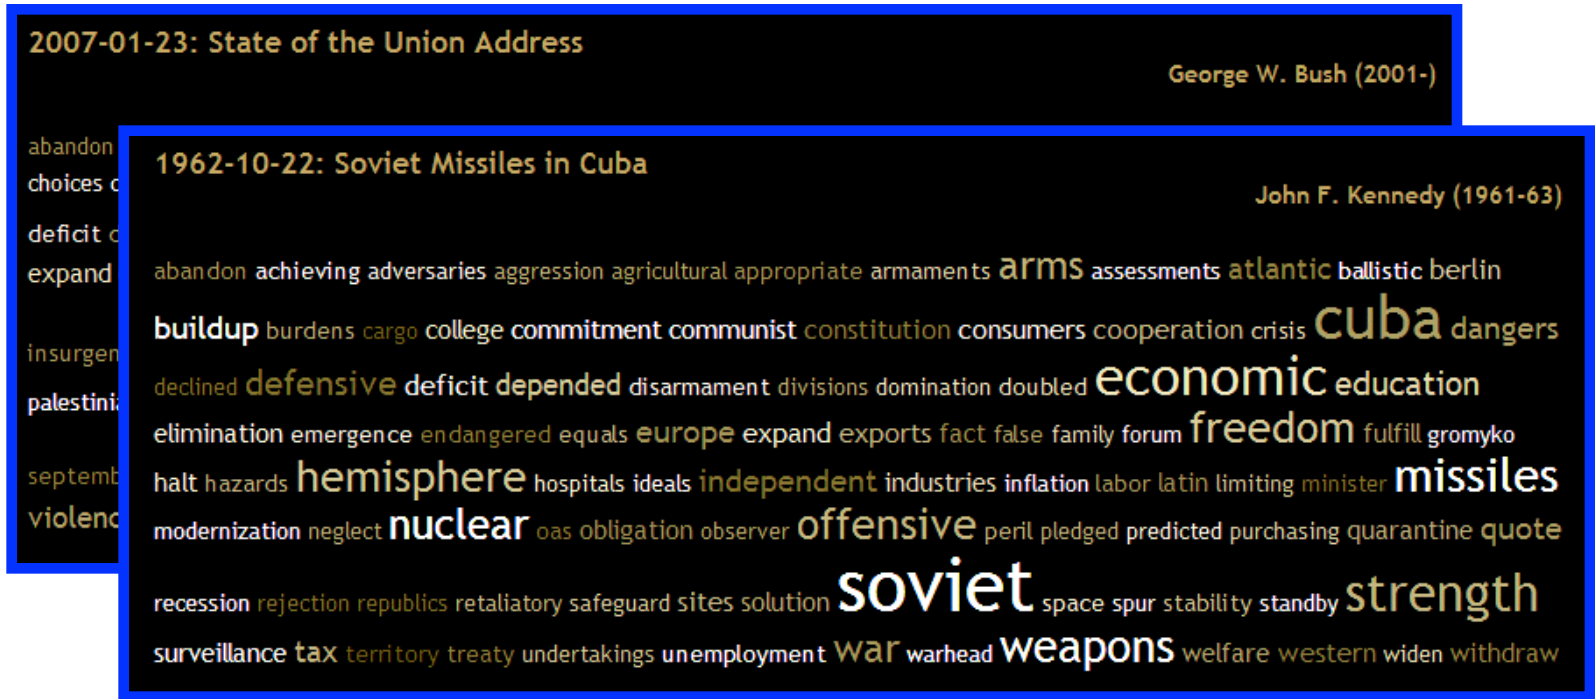 2007-01-23: State of the Union Address
George W. Bush (2001-)
abandon
choices
deficit
expand
violenc
1962-10-22: Soviet Missiles in Cuba
John F. Kennedy (1961-63)
abandon achieving adversaries aggression agricultural appropriate armaments arms assessments atlantic ballistic berlin
buildup burdens cargo college commitment communist constitution consumers cooperation crisis cuba dangers
declined defensive deficit depended disarmament divisions domination doubled economic education
elimination emergence endangered equals europe expand exports fact false family forum freedom fulfill gromyko
halt hazards hemisphere hospitals ideals independent industries inflation labor latin limiting minister missiles
modernization neglect nuclear oas obligation observer offensive peril pledged predicted purchasing quarantine quote
recession rejection republics retaliatory safeguard sites solution soviet space spur stability standby strength
surveillance tax territory treaty undertakings unemployment war warhead weapons welfare western widen withdraw